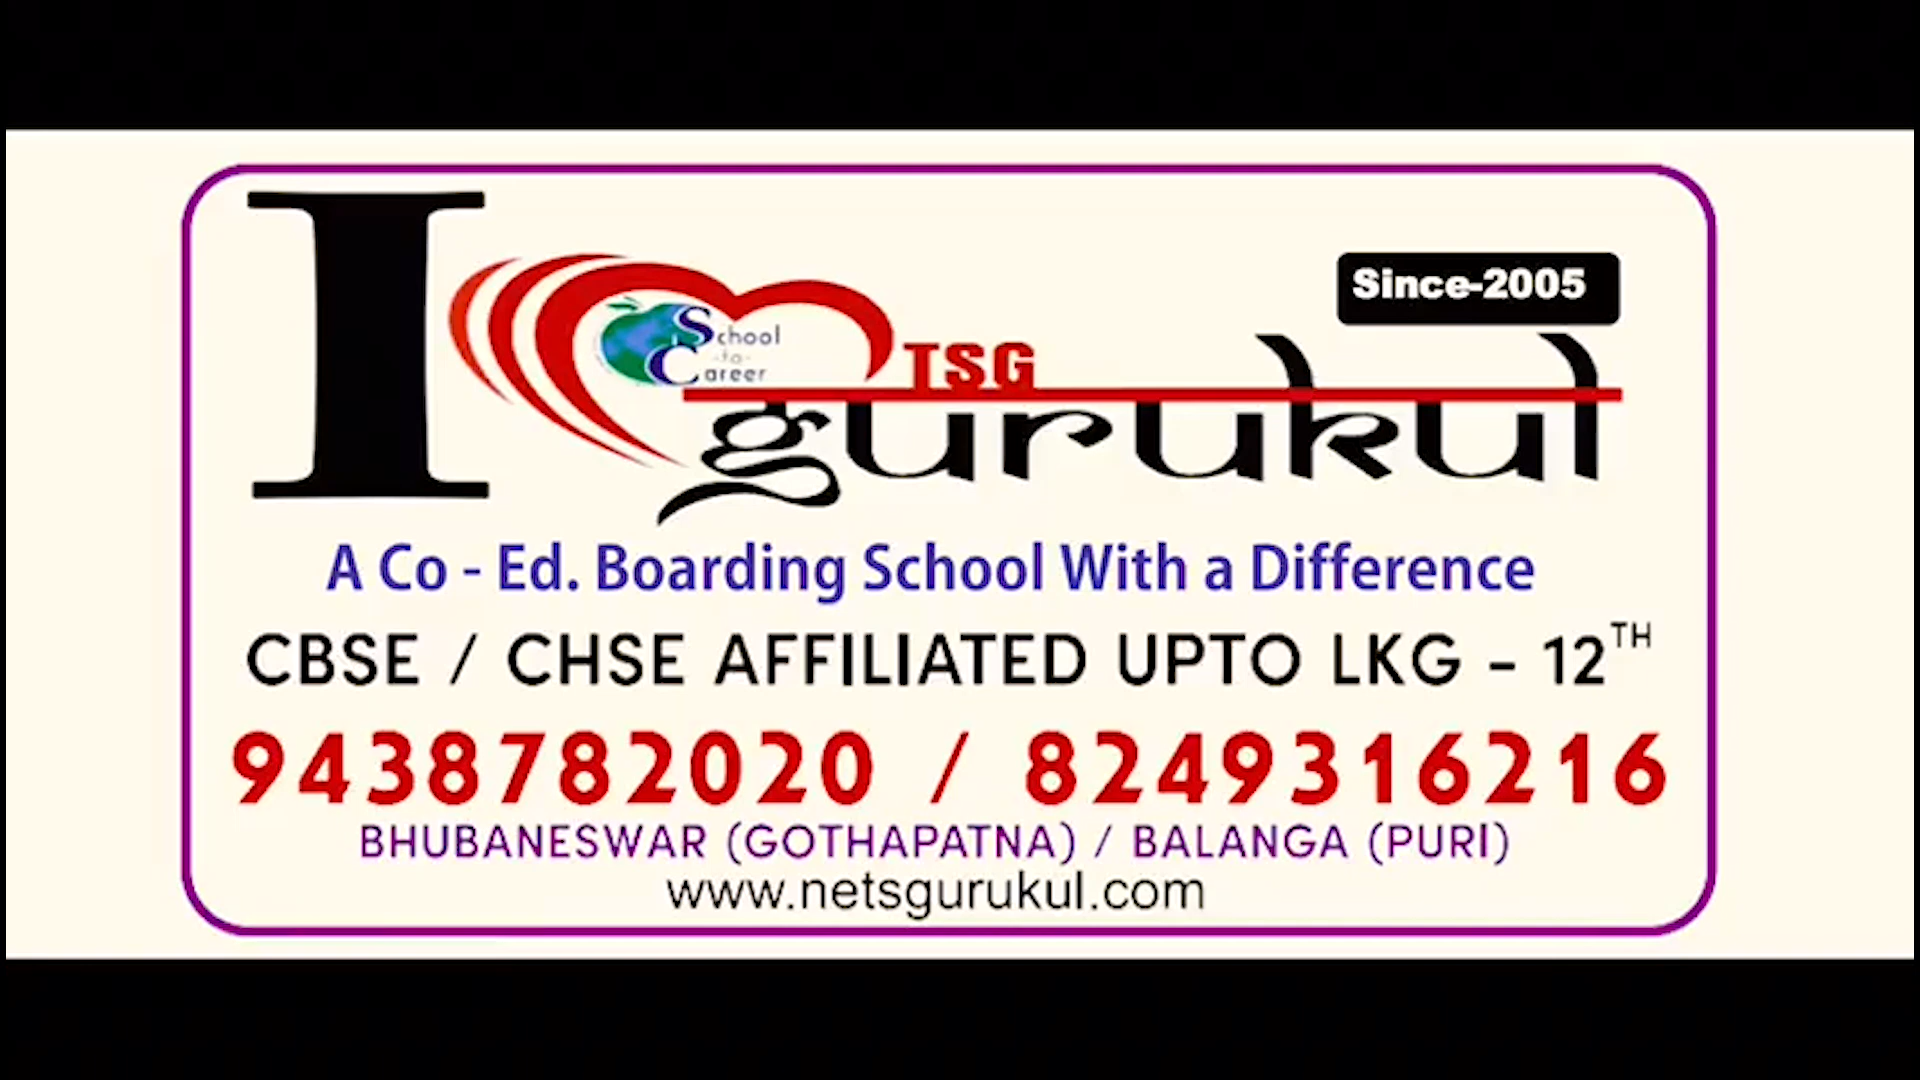 I
School
-to-
Career
TSG
gurukul
Since-2005
A Co - Ed. Boarding School With a Difference
CBSE / CHSE AFFILIATED UPTO LKG - 12TH
9438782020 / 8249316216
BHUBANESWAR (GOTHAPATNA) / BALANGA (PURI)
www.netsgurukul.com